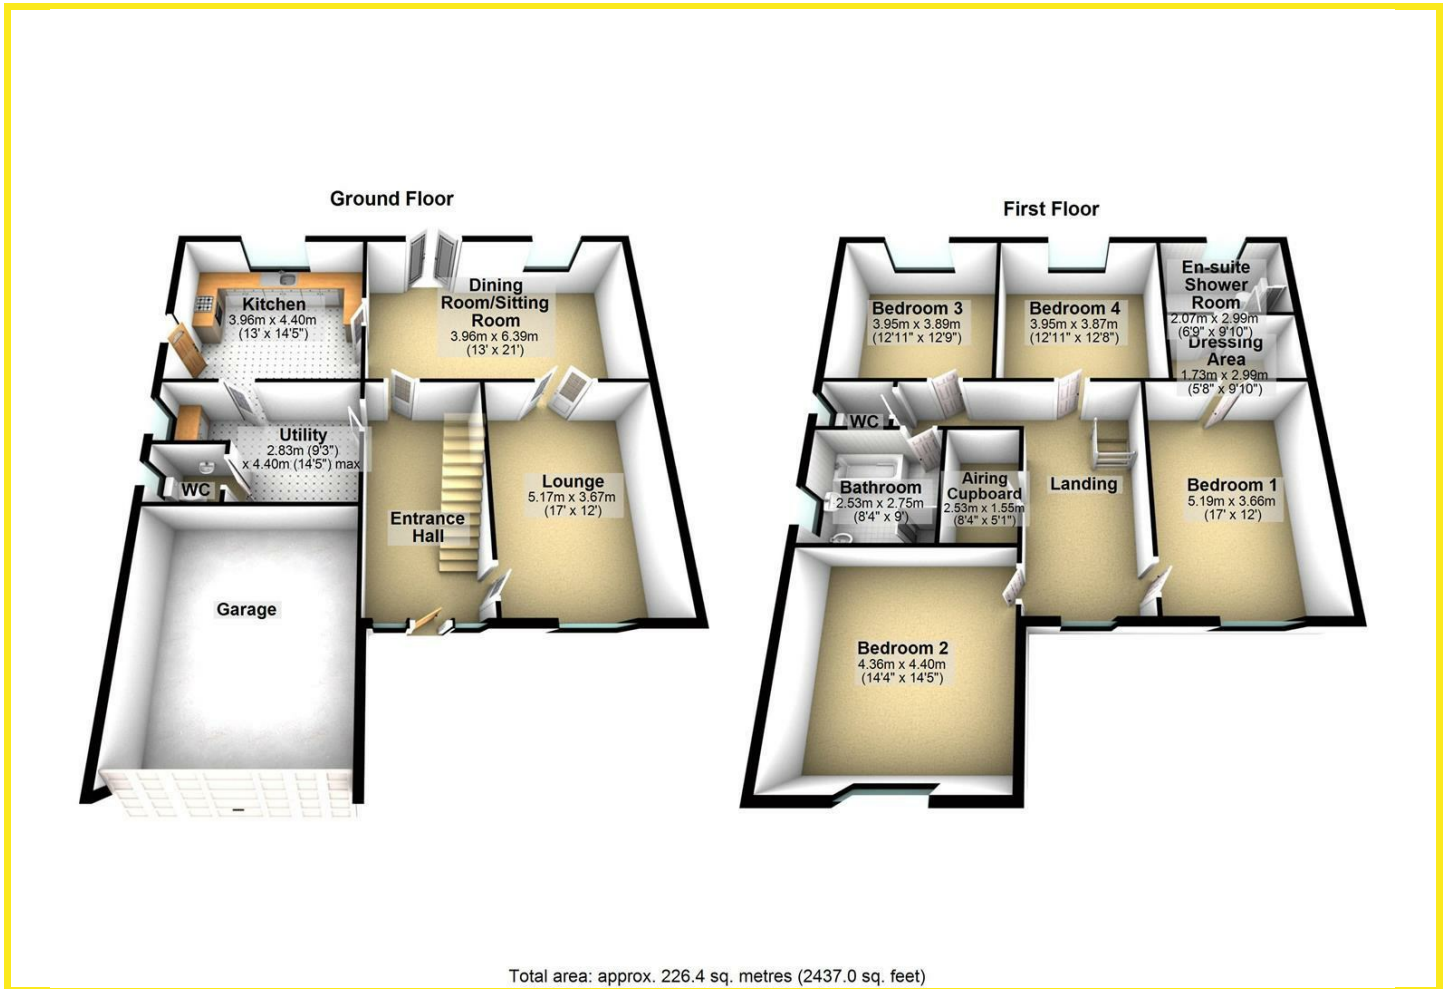 Ground Floor
Kitchen
3.96m x 4.40m
(13' x 14'5")
Dining
Room/Sitting
Room
3.96m x 6.39m
(13' x 21')
Utility
2.83m (9'3")
x 4.40m (14'5") max
WC
Lounge
5.17m x 3.67m
(17' x 12')
Entrance
Hall
Garage
First Floor
Bedroom 3
3.95m x 3.89m
(12'11" x 12'9")
Bedroom 4
3.95m x 3.87m
(12'11" x 12'8")
En-suite
Shower
Room
2.07m x 2.99m
(6'9" x 9'10")
Dressing
Area
1.73m x 2.99m
(5'8" x 9'10")
WC
Bathroom
2.53m x 2.75m
(8'4" x 9')
Airing
Cupboard
2.53m x 1.55m
(8'4" x 5'1")
Landing
Bedroom 1
5.19m x 3.66m
(17' x 12')
Bedroom 2
4.36m x 4.40m
(14'4" x 14'5")
Total area: approx. 226.4 sq. metres (2437.0 sq. feet)